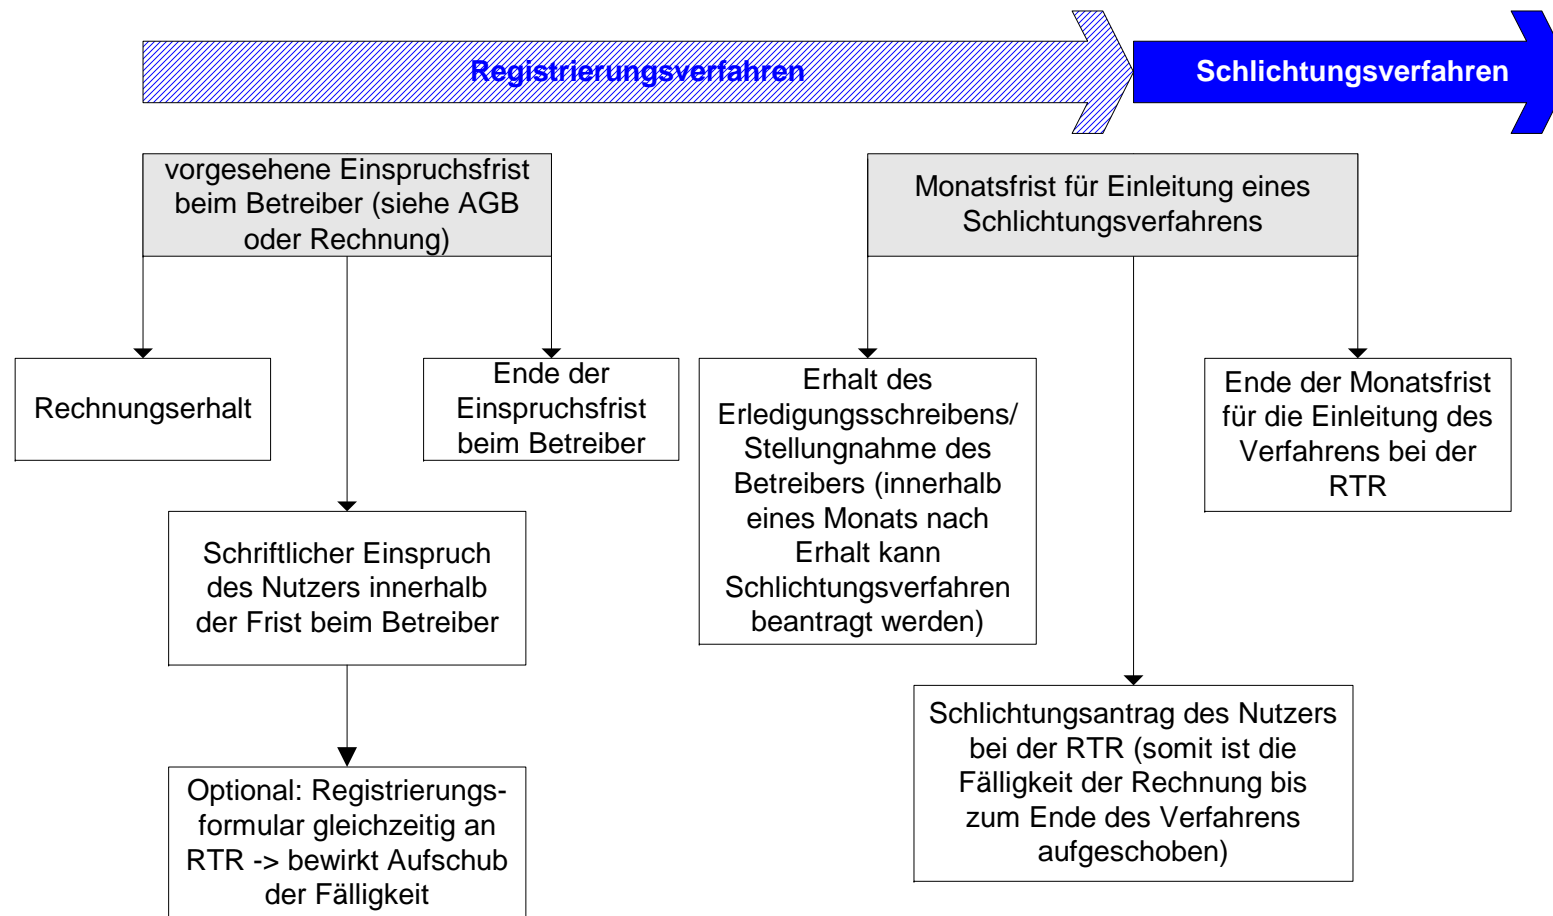 Registrierungsverfahren
Schlichtungsverfahren
vorgesehene Einspruchsfrist
beim Betreiber (siehe AGB
oder Rechnung)
Monatsfrist für Einleitung eines
Schlichtungsverfahrens
Rechnungserhalt
Ende der
Einspruchsfrist
beim Betreiber
Erhalt des
Erledigungsschreibens/
Stellungnahme des
Betreibers (innerhalb
eines Monats nach
Erhalt kann
Schlichtungsverfahren
beantragt werden)
Ende der Monatsfrist
für die Einleitung des
Verfahrens bei der
RTR
Schriftlicher Einspruch
des Nutzers innerhalb
der Frist beim Betreiber
Schlichtungsantrag des Nutzers
bei der RTR (somit ist die
Fälligkeit der Rechnung bis
zum Ende des Verfahrens
aufgeschoben)
Optional: Registrierungs-
formular gleichzeitig an
RTR -> bewirkt Aufschub
der Fälligkeit